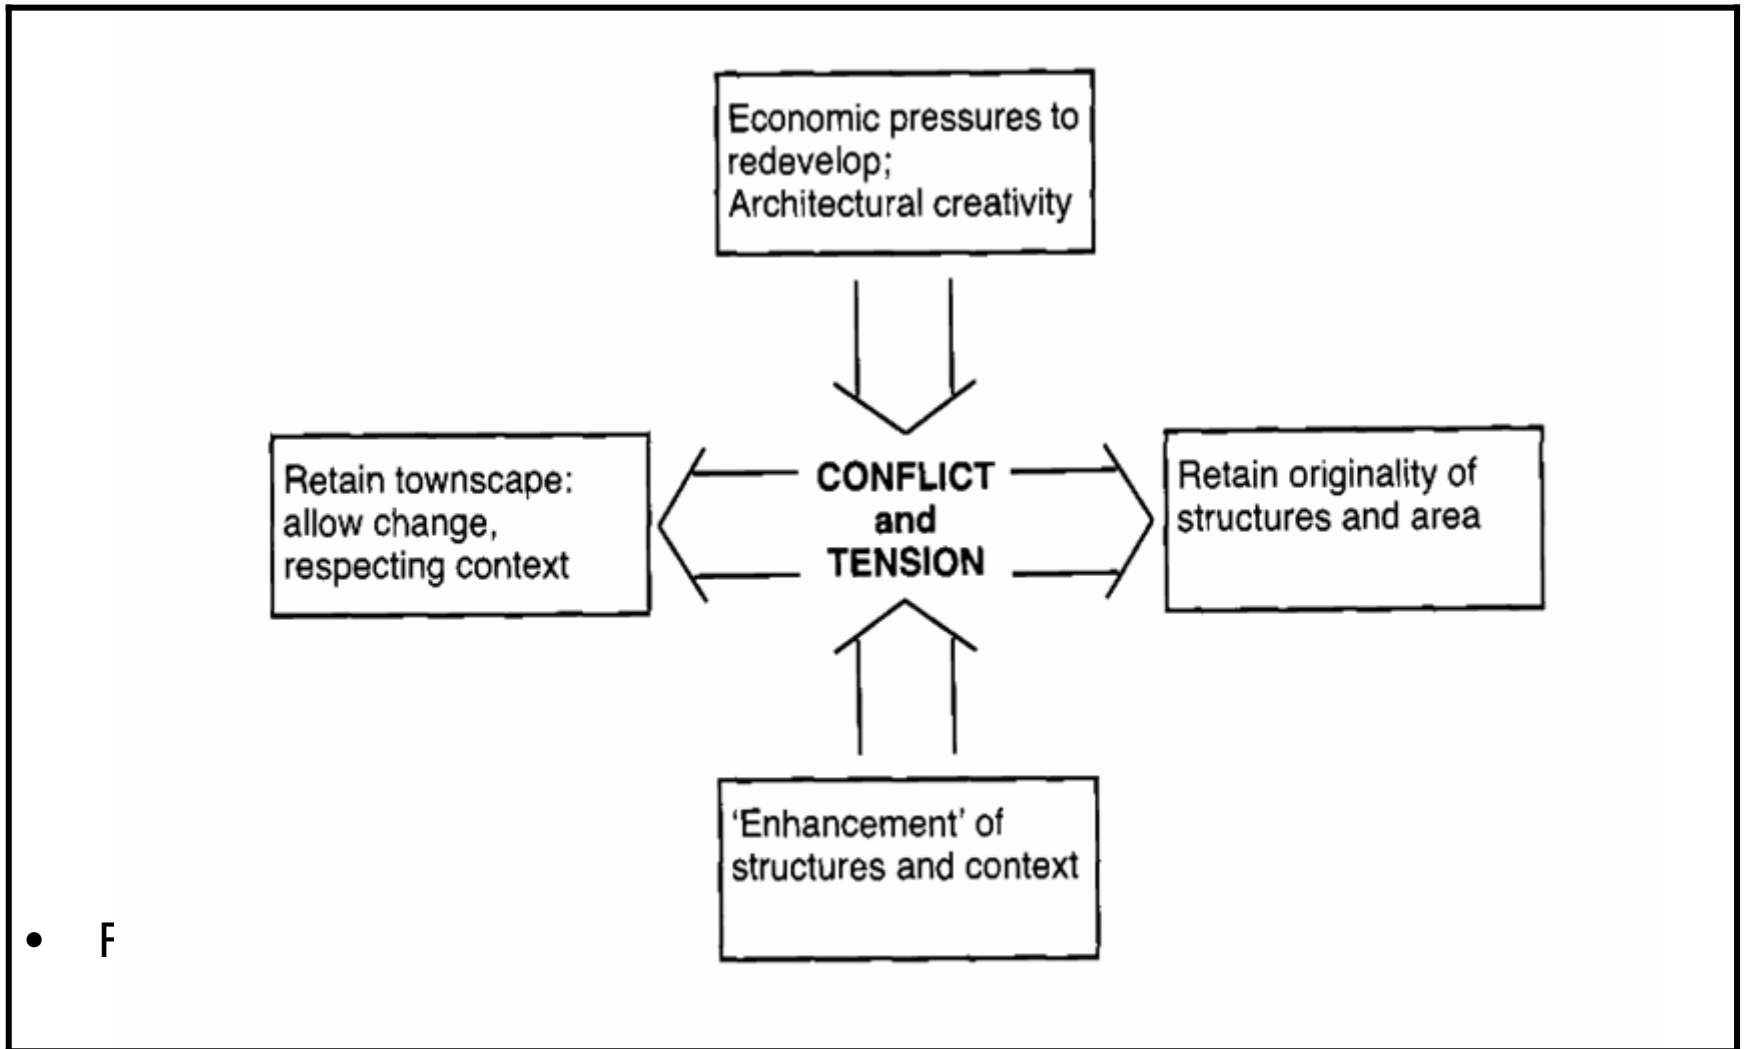 Economic pressures to
redevelop;
Architectural creativity
Retain townscape:
allow change,
respecting context
CONFLICT
and
TENSION
Retain originality of
structures and area
‘Enhancement’ of
structures and context
• F